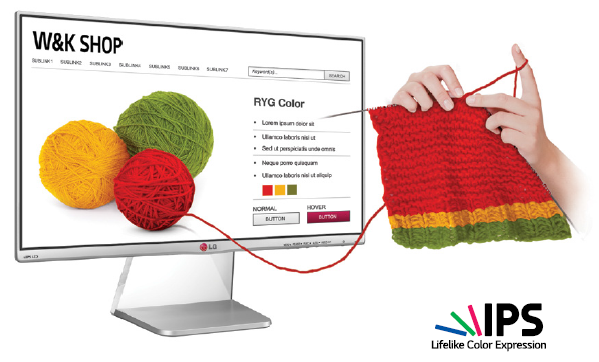 W&K SHOP
SUBLINK1 SUBLINK2 SUBLINK3 SUBLINK4 SUBLINK5 SUBLINK6 SUBLINK7
SEARCH
RYG Color
• Lorem ipsum dolor sit
• Ullamco laboris nisi ut
• Sed ut perspiciatis unde omnis
• Neque porro quisquam
• Ullamco laboris nisi ut aliquip
NORMAL HOVER
BUTTON BUTTON
LG
IPS
Lifelike Color Expression